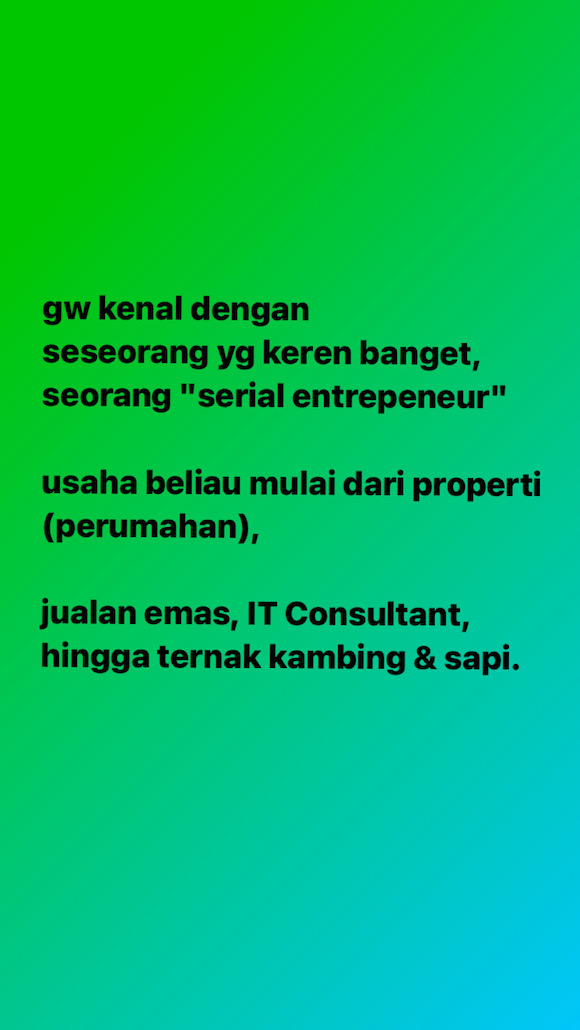 gw kenal dengan
seseorang yg keren banget,
seorang "serial entrepeneur"
usaha beliau mulai dari properti
(perumahan),
jualan emas, IT Consultant,
hingga ternak kambing & sapi.